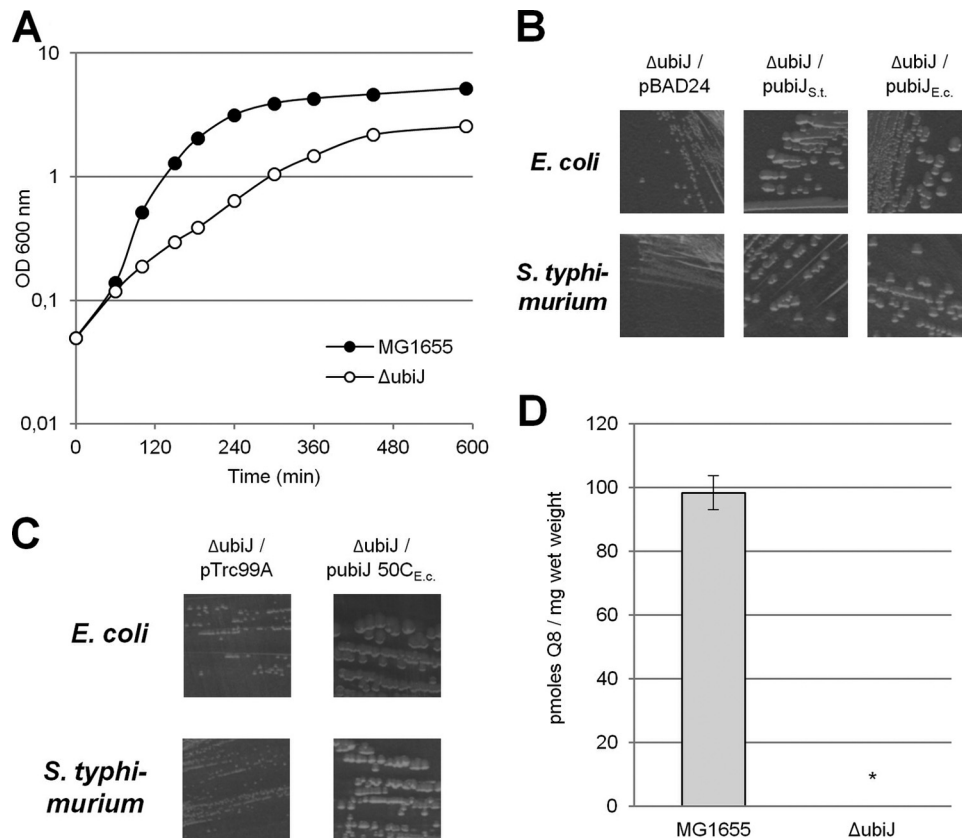 A
10
1
0,1
0,01
OD 600 nm
0
120
240
360
480
600
Time (min)
MG1655
ΔubiJ
B
ΔubiJ /
pBAD24
ΔubiJ /
pubiJS.t.
ΔubiJ /
pubiJE.c.
E. coli
S. typhi-
murium
C
ΔubiJ /
pTrc99A
ΔubiJ /
pubiJ 50CE.c.
E. coli
S. typhi-
murium
D
120
100
80
60
40
20
0
pmoles Q8 / mg wet weight
*
MG1655
ΔubiJ